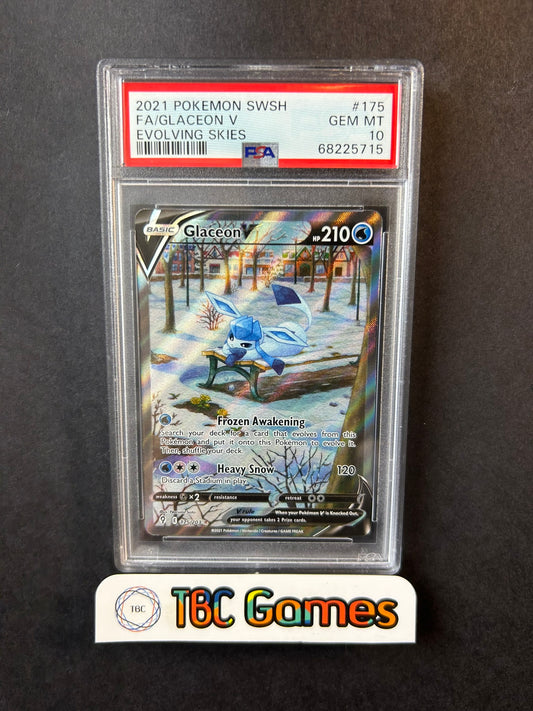 2021 POKEMON SWSH #175
FA/GLACEON V GEM MT
EVOLVING SKIES 10
PSA 68225715
BASIC Glaceon V HP 210
Frozen Awakening
Search your deck for a card that evolves from this
Pokémon and put it onto this Pokémon to evolve it.
Then, shuffle your deck.
Heavy Snow 120
Discard a Stadium in play.
weakness ×2 resistance retreat
V rule When your Pokémon V is Knocked Out,
your opponent takes 2 Prize cards.
175/203
©2021 Pokémon / Nintendo / Creatures / GAME FREAK
TBC TBC Games